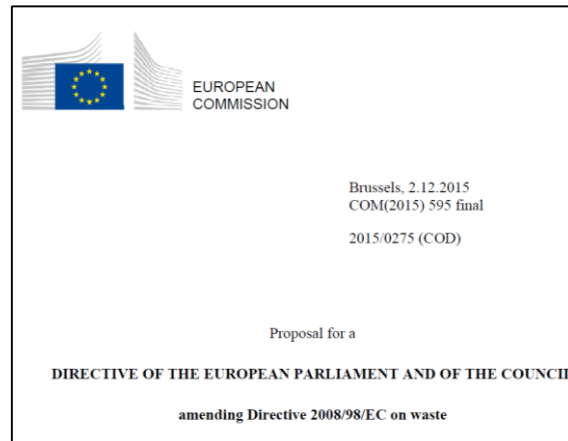 EUROPEAN
COMMISSION
Brussels, 2.12.2015
COM(2015) 595 final
2015/0275 (COD)
Proposal for a
DIRECTIVE OF THE EUROPEAN PARLIAMENT AND OF THE COUNCI
amending Directive 2008/98/EC on waste